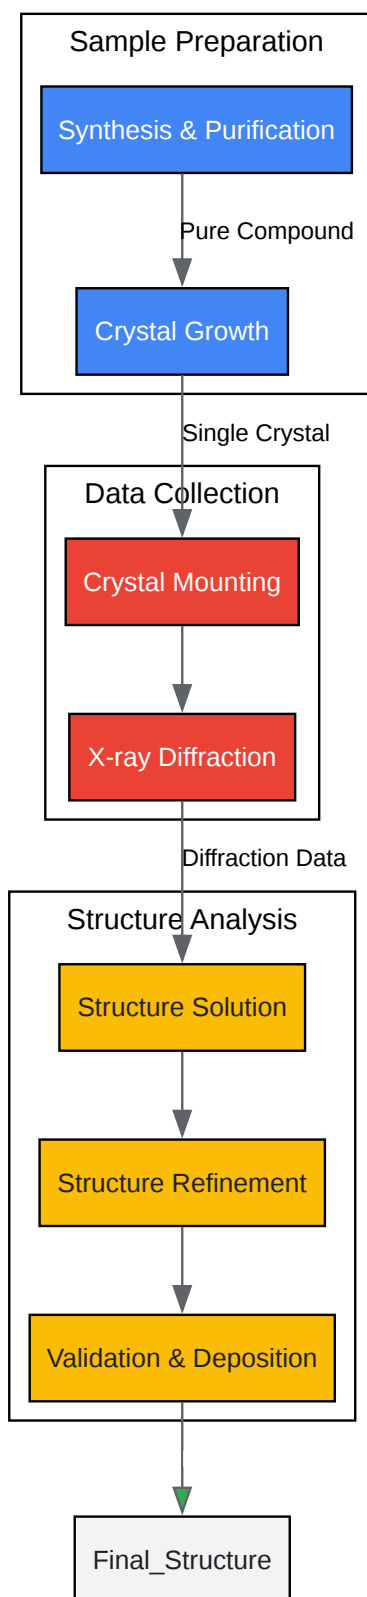 Sample Preparation
Synthesis & Purification
Pure Compound
Crystal Growth
Single Crystal
Data Collection
Crystal Mounting
X-ray Diffraction
Diffraction Data
Structure Analysis
Structure Solution
Structure Refinement
Validation & Deposition
Final_Structure